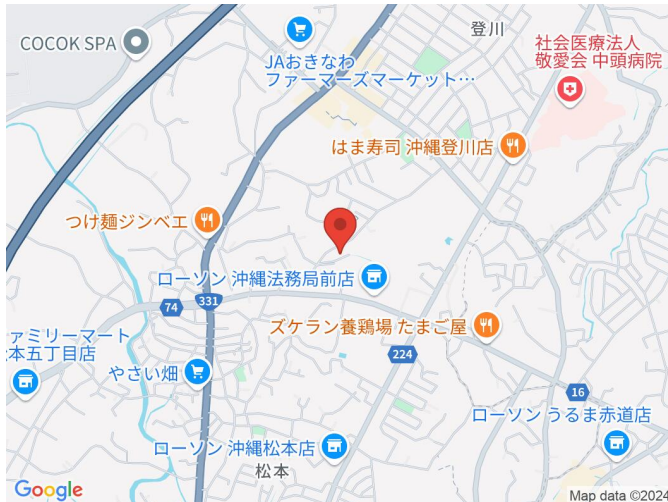 登川
COCOK SPA
社会医療法人
敬愛会 中頭病院
JAおきなわ
ファーマーズマーケット…
はま寿司 沖縄登川店
つけ麺ジンベエ
ローソン 沖縄法務局前店
331
74
ズケラン養鶏場 たまご屋
ァミリーマート
本五丁目店
224
やさい畑
16
ローソン うるま赤道店
ローソン 沖縄松本店
松本
Google
Map data ©2024